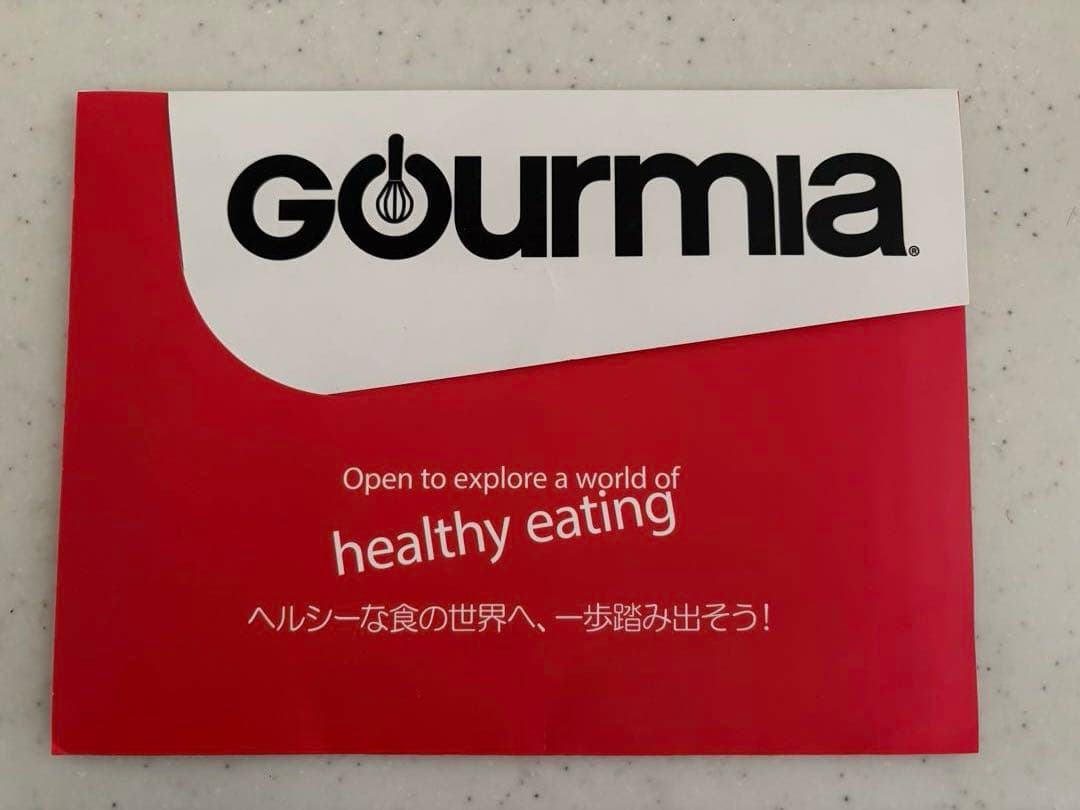 Gourmia®
Open to explore a world of
healthy eating
ヘルシーな食の世界へ、一歩踏み出そう！